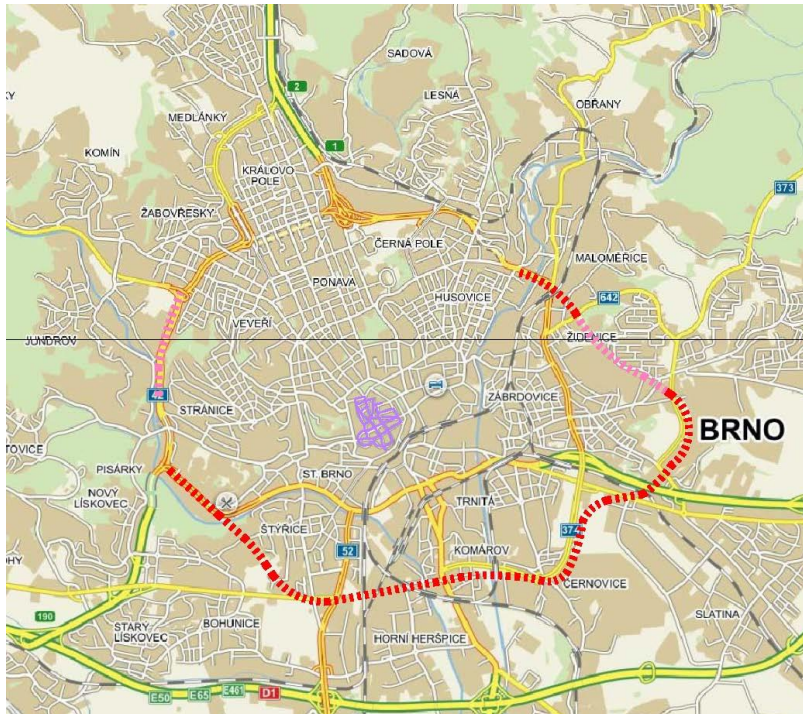 SADOVÁ
2
LESNÁ
OBŘANY
MEDLÁNKY
1
KOMÍN
KRÁLOVO
POLE
373
ŽABOVŘESKY
ČERNÁ POLE
MALOMĚŘICE
PONAVA
HUSOVICE
642
VEVEŘÍ
JUNDROV
ŽIDENICE
42
STRÁNICE
ZÁBRDOVICE
BRNO
PISÁRKY
ST. BRNO
NOVÝ
LÍSKOVEC
TRNITÁ
ŠTÝŘICE
374
52
KOMÁROV
ČERNOVICE
190
STARÝ
LÍSKOVEC
BOHUNICE
HORNÍ HERŠPICE
SLATINA
E50
E65
E461
D1